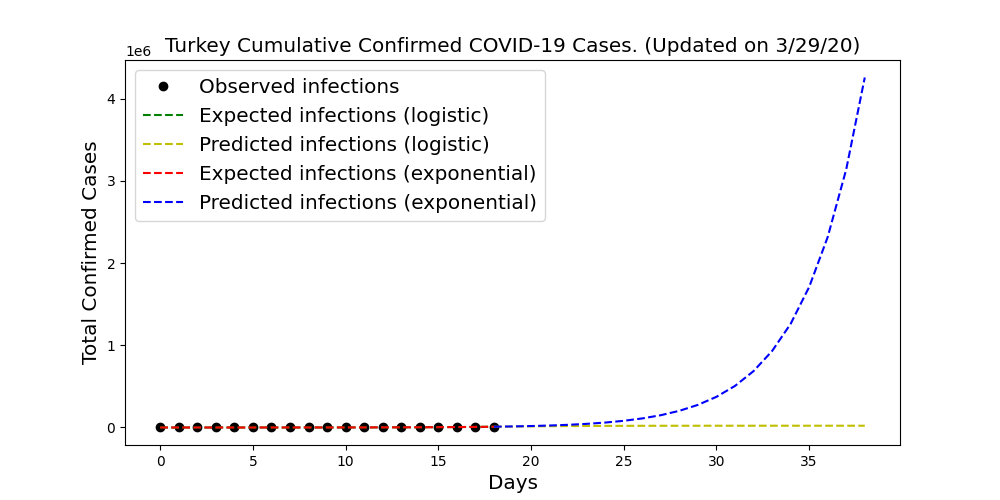 Turkey Cumulative Confirmed COVID-19 Cases. (Updated on 3/29/20)
1e6
Observed infections
Expected infections (logistic)
Predicted infections (logistic)
Expected infections (exponential)
Predicted infections (exponential)
Total Confirmed Cases
4
3
2
1
0
0 5 10 15 20 25 30 35
Days